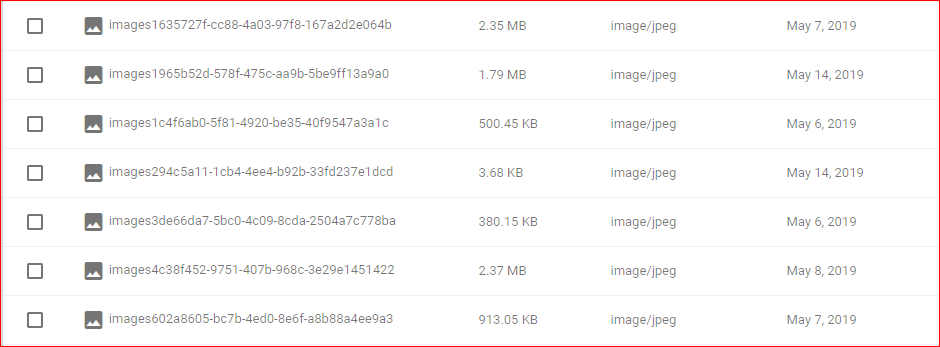 images1635727f-cc88-4a03-97f8-167a2d2e064b 2.35 MB image/jpeg May 7, 2019
images1965b52d-578f-475c-aa9b-5be9ff13a9a0 1.79 MB image/jpeg May 14, 2019
images1c4f6ab0-5f81-4920-be35-40f9547a3a1c 500.45 KB image/jpeg May 6, 2019
images294c5a11-1cb4-4ee4-b92b-33fd237e1dcd 3.68 KB image/jpeg May 14, 2019
images3de66da7-5bc0-4c09-8cda-2504a7c778ba 380.15 KB image/jpeg May 6, 2019
images4c38f452-9751-407b-968c-3e29e1451422 2.37 MB image/jpeg May 8, 2019
images602a8605-bc7b-4ed0-8e6f-a8b88a4ee9a3 913.05 KB image/jpeg May 7, 2019